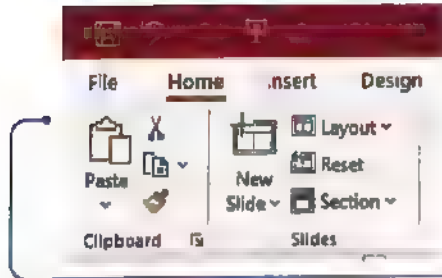 File Home Insert Design
Layout
Reset
Paste New
Slide Section
Clipboard Slides